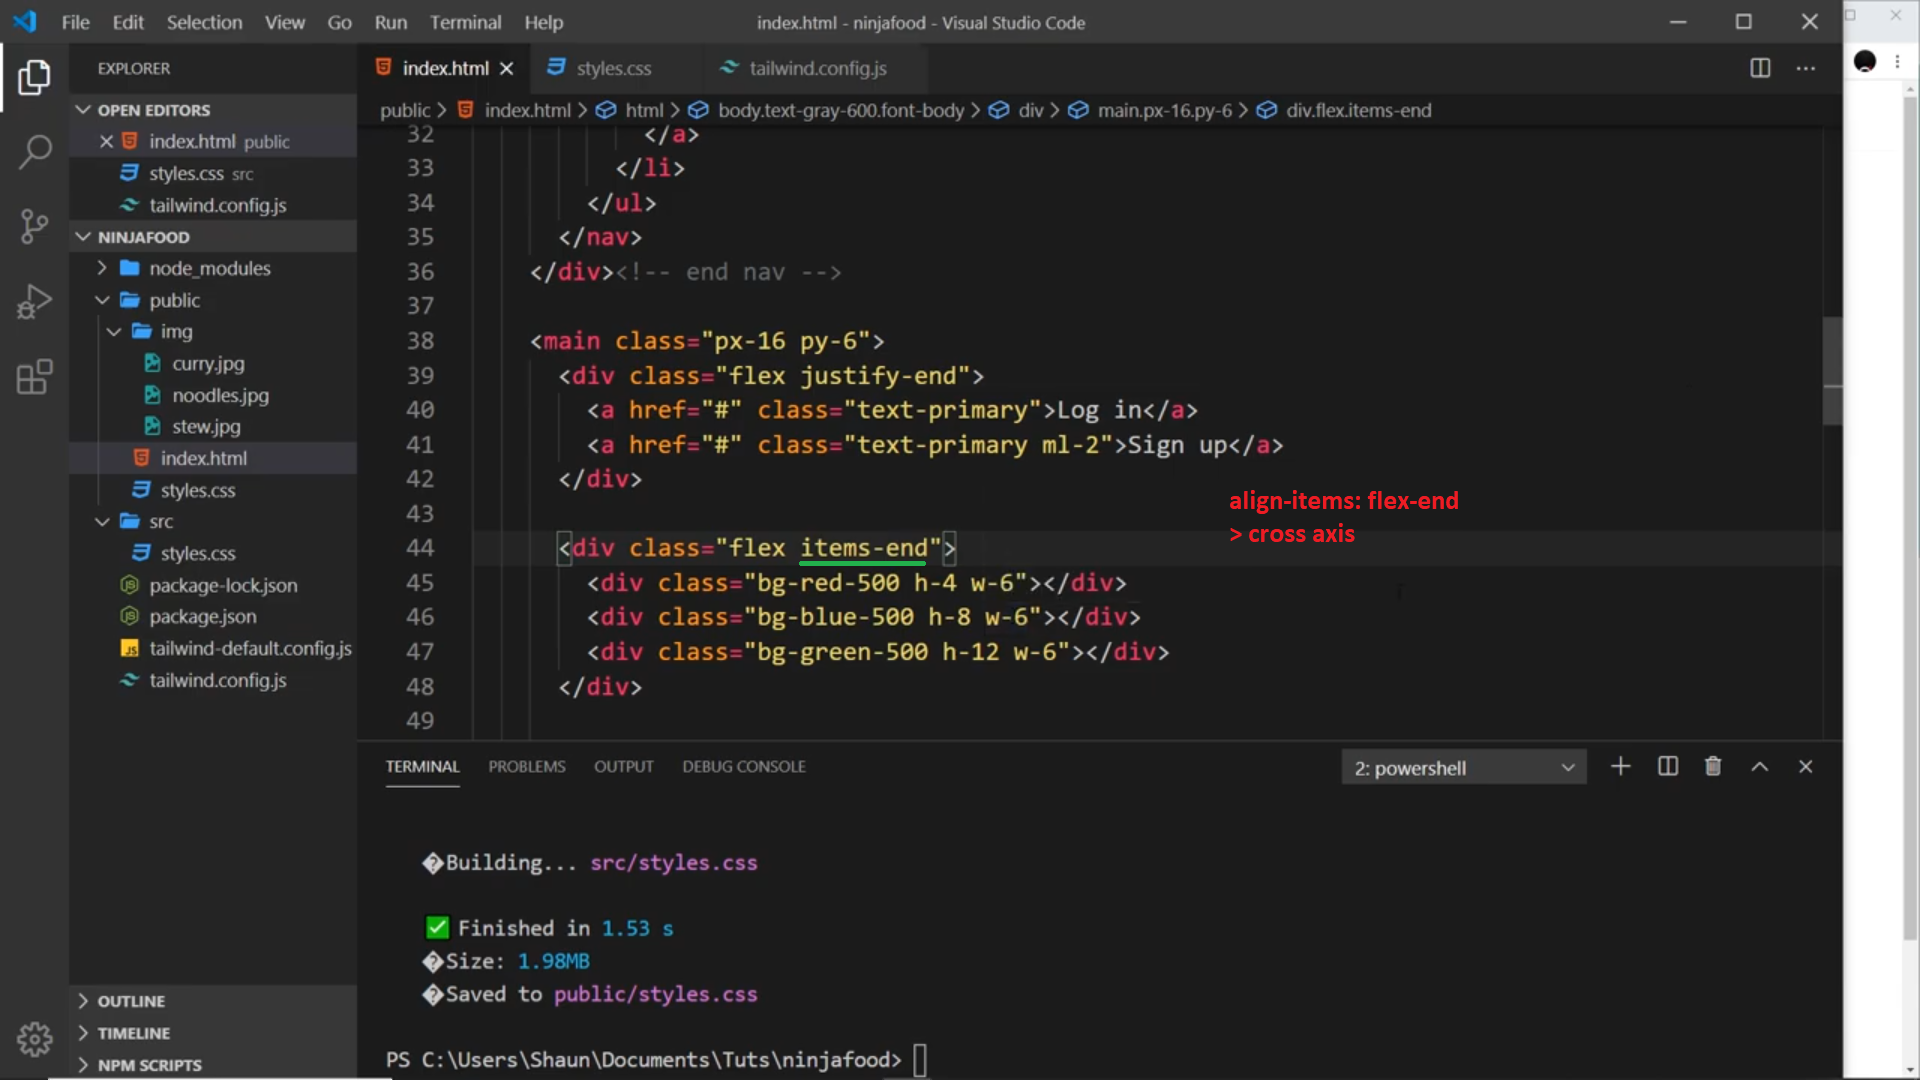 File Edit Selection View Go Run Terminal Help
index.html - ninjafood - Visual Studio Code
EXPLORER
OPEN EDITORS
index.html public
styles.css src
tailwind.config.js
NINJAFOOD
node_modules
public
img
curry.jpg
noodles.jpg
stew.jpg
index.html
styles.css
src
styles.css
package-lock.json
package.json
tailwind-default.config.js
tailwind.config.js
OUTLINE
TIMELINE
NPM SCRIPTS
index.html styles.css tailwind.config.js
public > index.html > html > body.text-gray-600.font-body > div > main.px-16.py-6 > div.flex.items-end
32 </a>
33 </li>
34 </ul>
35 </nav>
36 </div><!-- end nav -->
37
38 <main class="px-16 py-6">
39 <div class="flex justify-end">
40 <a href="#" class="text-primary">Log in</a>
41 <a href="#" class="text-primary ml-2">Sign up</a>
42 </div>
43
44 <div class="flex items-end">
45 <div class="bg-red-500 h-4 w-6"></div>
46 <div class="bg-blue-500 h-8 w-6"></div>
47 <div class="bg-green-500 h-12 w-6"></div>
48 </div>
49
align-items: flex-end
> cross axis
TERMINAL PROBLEMS OUTPUT DEBUG CONSOLE
2: powershell
�Building... src/styles.css
✅ Finished in 1.53 s
�Size: 1.98MB
�Saved to public/styles.css
PS C:\Users\Shaun\Documents\Tuts\ninjafood>